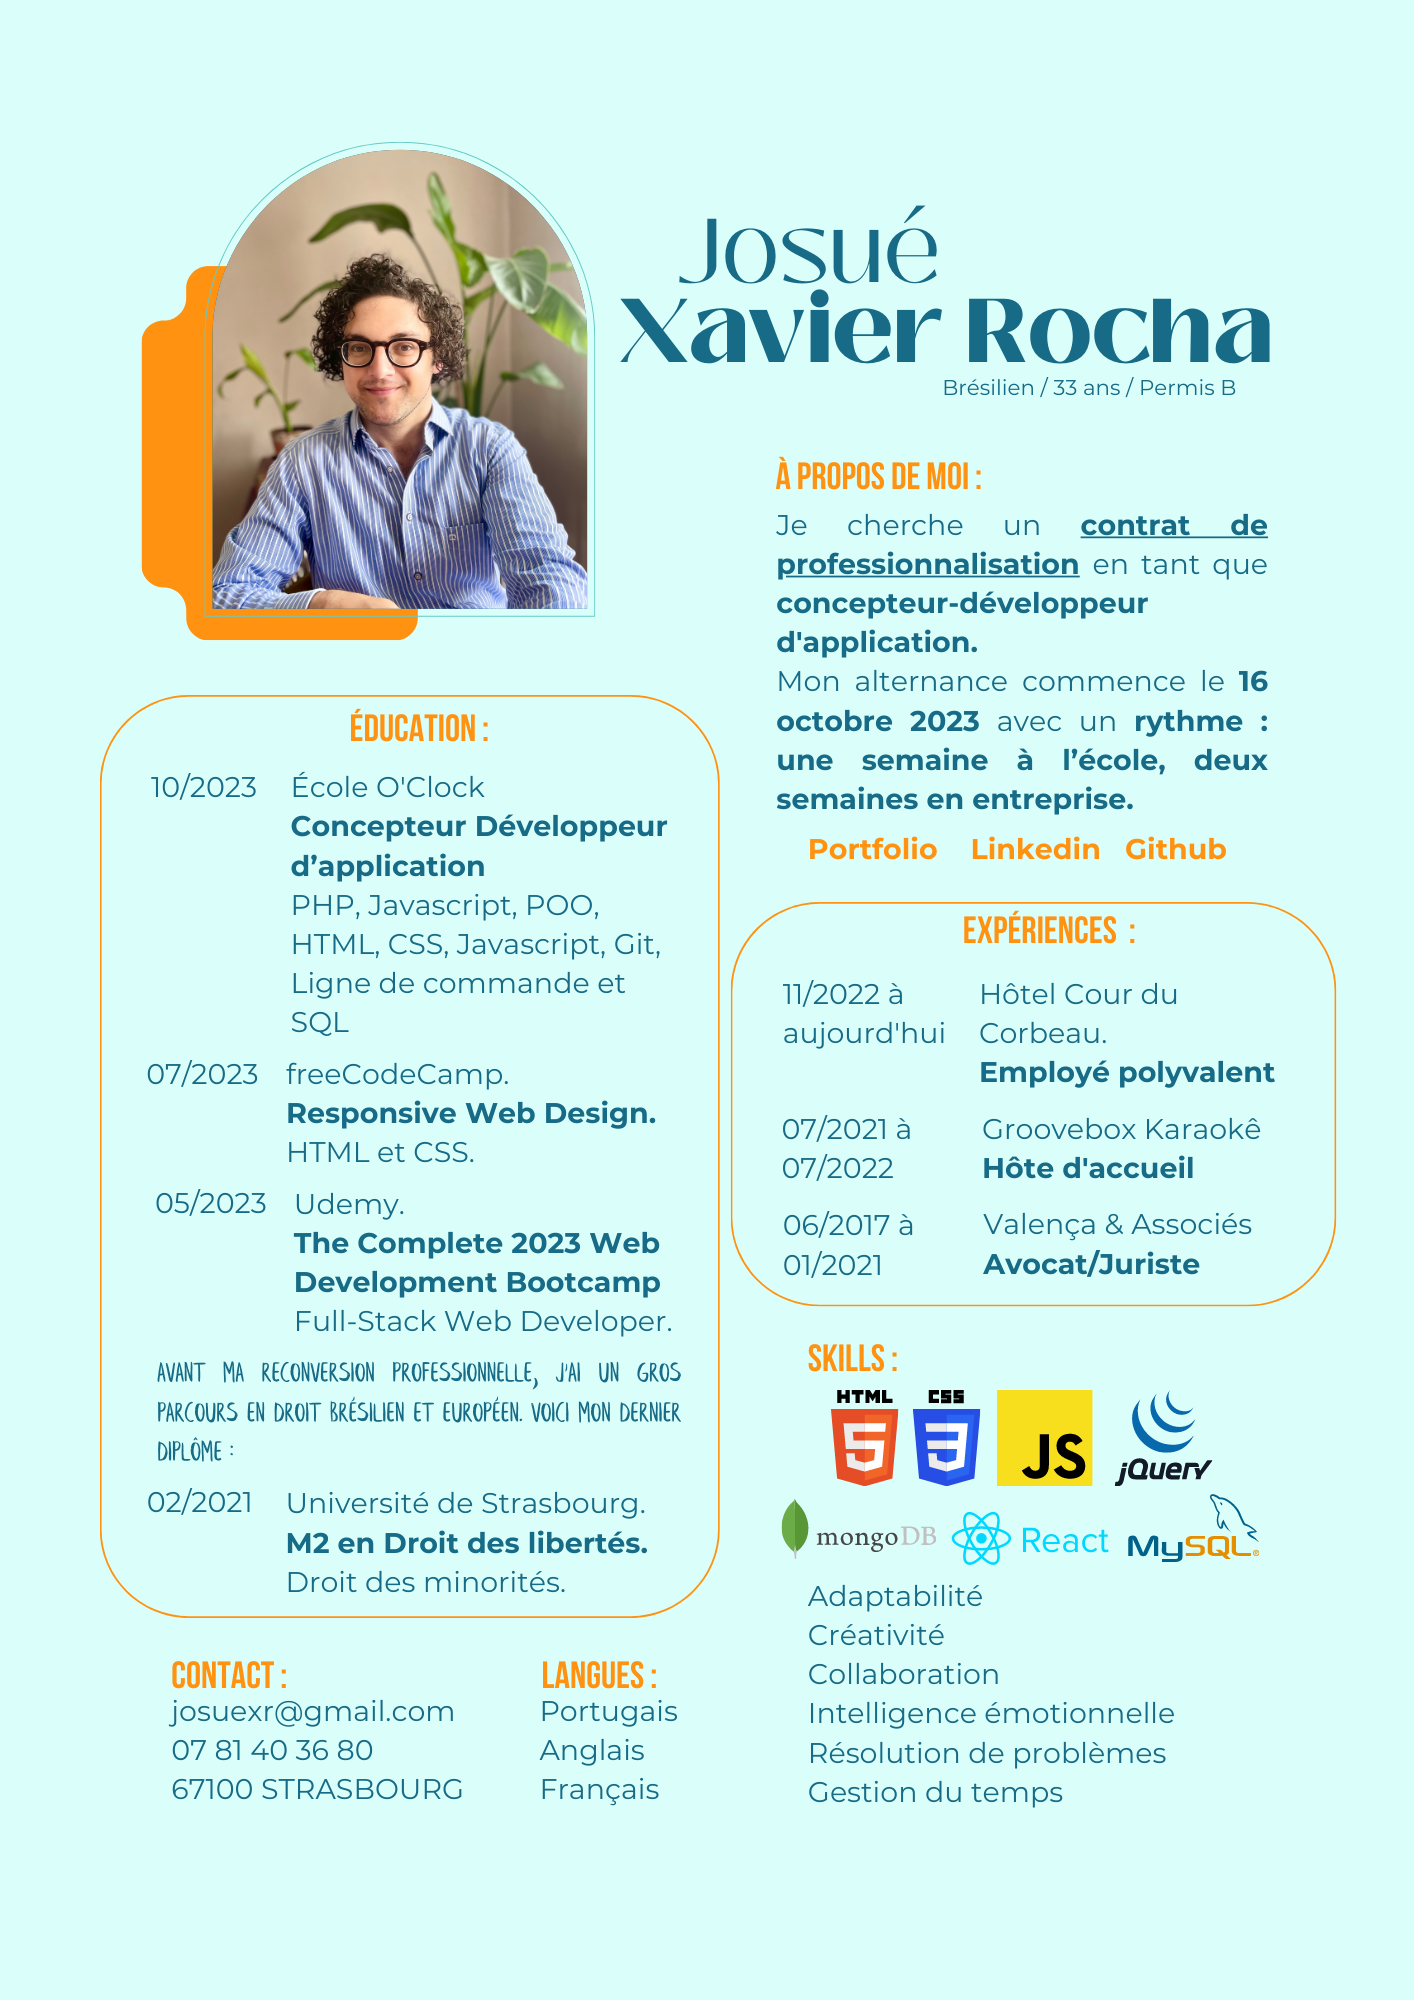 Josué
Xavier Rocha
Brésilien / 33 ans / Permis B
À PROPOS DE MOI :
Je cherche un contrat de
professionnalisation en tant que
concepteur-développeur
d'application.
Mon alternance commence le 16
octobre 2023 avec un rythme :
une semaine à l’école, deux
semaines en entreprise.
Portfolio Linkedin Github
ÉDUCATION :
10/2023 École O'Clock
Concepteur Développeur
d’application
PHP, Javascript, POO,
HTML, CSS, Javascript, Git,
Ligne de commande et
SQL
07/2023 freeCodeCamp.
Responsive Web Design.
HTML et CSS.
05/2023 Udemy.
The Complete 2023 Web
Development Bootcamp
Full-Stack Web Developer.
AVANT MA RECONVERSION PROFESSIONNELLE, J'AI UN GROS
PARCOURS EN DROIT BRÉSILIEN ET EUROPÉEN. VOICI MON DERNIER
DIPLÔME :
02/2021 Université de Strasbourg.
M2 en Droit des libertés.
Droit des minorités.
EXPÉRIENCES :
11/2022 à Hôtel Cour du
aujourd'hui Corbeau.
Employé polyvalent
07/2021 à Groovebox Karaokê
07/2022 Hôte d'accueil
06/2017 à Valença & Associés
01/2021 Avocat/Juriste
SKILLS :
HTML CSS
5 3 JS jQuery
mongoDB React MySQL®
Adaptabilité
Créativité
Collaboration
Intelligence émotionnelle
Résolution de problèmes
Gestion du temps
CONTACT :
josuexr@gmail.com
07 81 40 36 80
67100 STRASBOURG
LANGUES :
Portugais
Anglais
Français